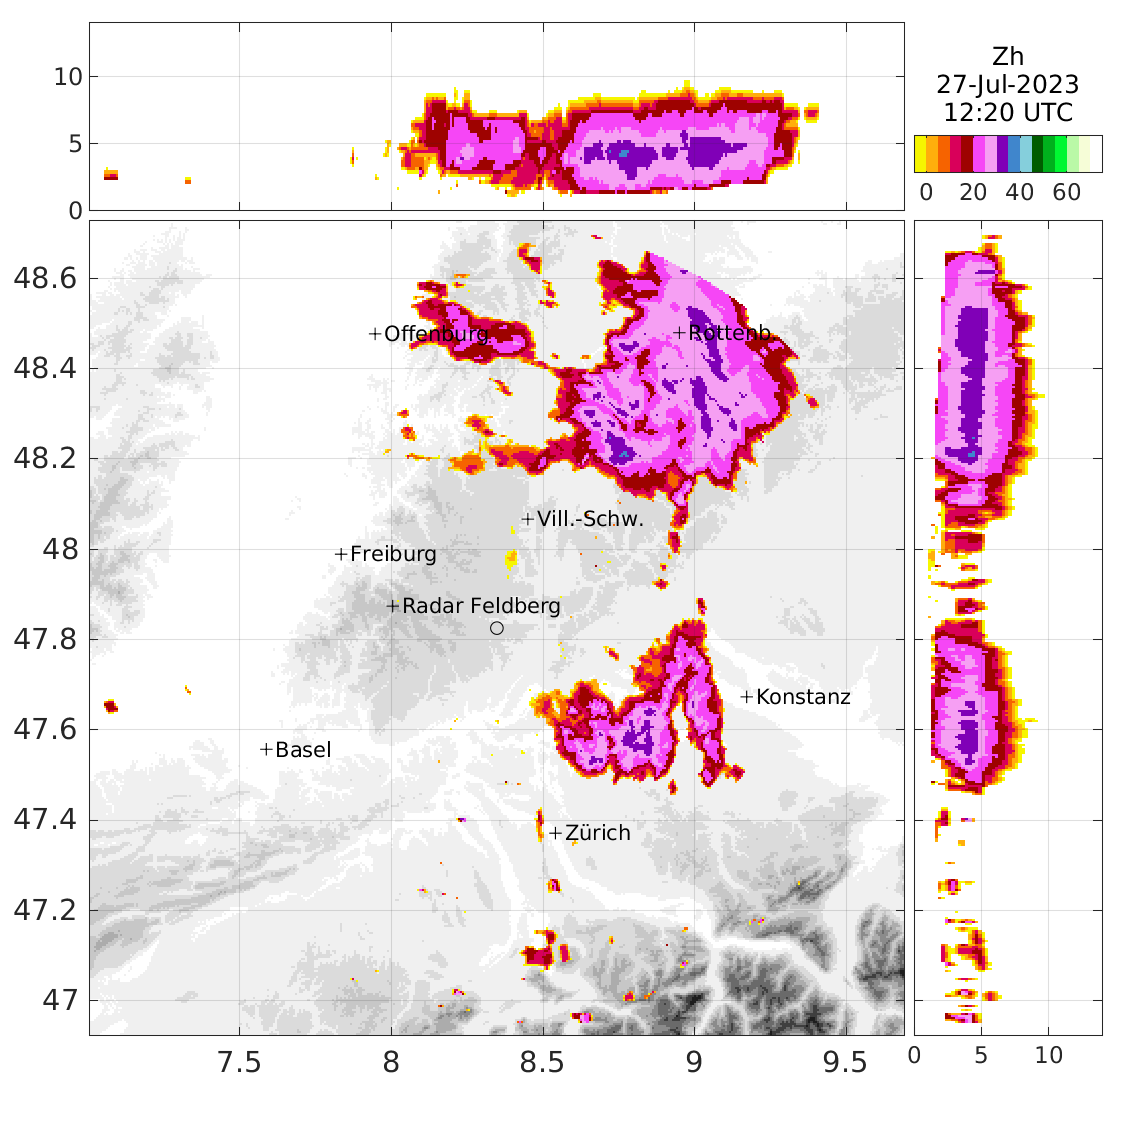 10
5
0
Zh
27-Jul-2023
12:20 UTC
0 20 40 60
48.6
48.4
48.2
48
47.8
47.6
47.4
47.2
47
+Offenburg
+Rottenb.
+Vill.-Schw.
+Freiburg
+Radar Feldberg
+Konstanz
+Basel
+Zürich
7.5 8 8.5 9 9.5
0 5 10